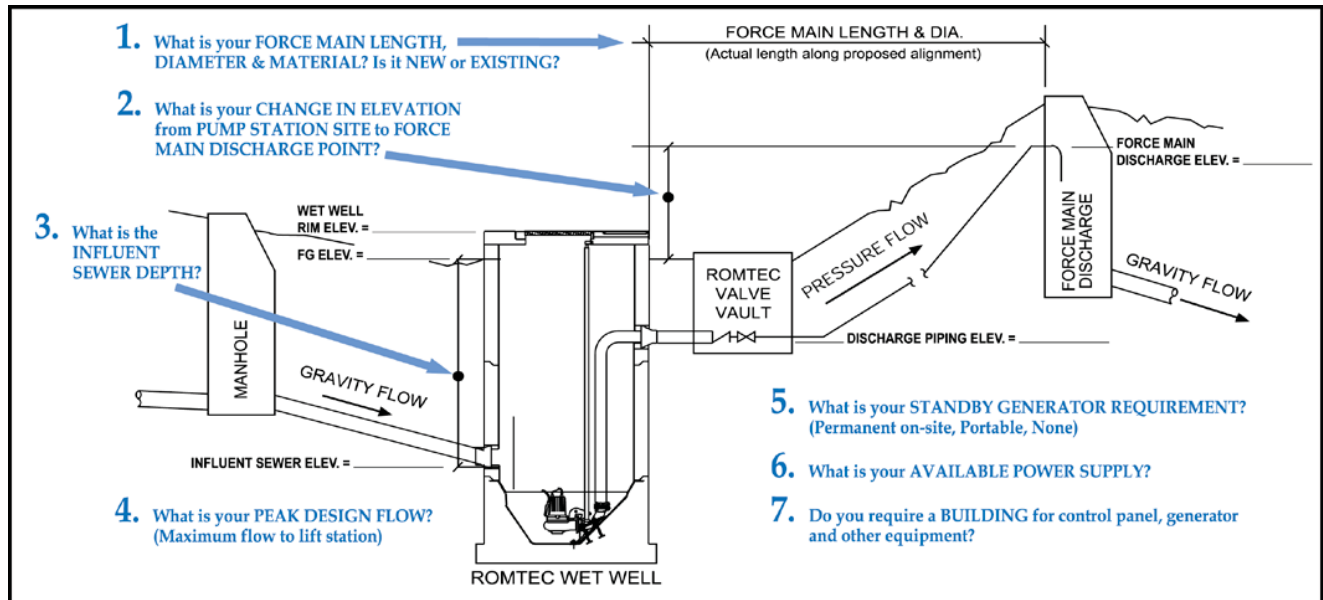 1. What is your FORCE MAIN LENGTH,
DIAMETER & MATERIAL? Is it NEW or EXISTING?
FORCE MAIN LENGTH & DIA.
(Actual length along proposed alignment)
2. What is your CHANGE IN ELEVATION
from PUMP STATION SITE to FORCE
MAIN DISCHARGE POINT?
FORCE MAIN
DISCHARGE ELEV. = ________
3. What is the
INFLUENT
SEWER DEPTH?
WET WELL
RIM ELEV. = ________
FG ELEV. = ________
MANHOLE
GRAVITY FLOW
INFLUENT SEWER ELEV. = ________
ROMTEC
VALVE
VAULT
PRESSURE FLOW
DISCHARGE PIPING ELEV. = ________
FORCE MAIN
DISCHARGE
GRAVITY FLOW
4. What is your PEAK DESIGN FLOW?
(Maximum flow to lift station)
ROMTEC WET WELL
5. What is your STANDBY GENERATOR REQUIREMENT?
(Permanent on-site, Portable, None)
6. What is your AVAILABLE POWER SUPPLY?
7. Do you require a BUILDING for control panel, generator
and other equipment?